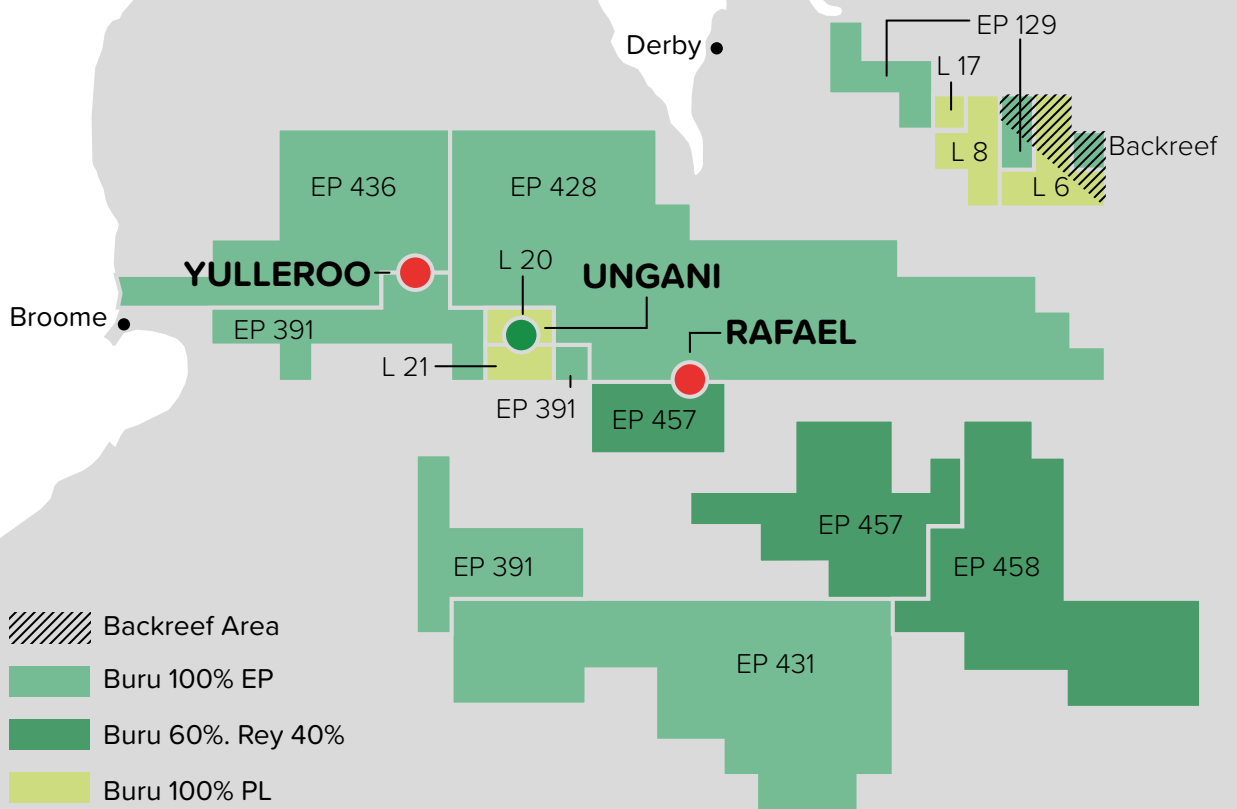 EP 129
Derby
L 17
L 8
Backreef
L 6
EP 436
EP 428
L 20
YULLEROO
UNGANI
Broome
EP 391
RAFAEL
L 21
EP 391
EP 457
EP 457
EP 391
EP 458
EP 431
Backreef Area
Buru 100% EP
Buru 60%. Rey 40%
Buru 100% PL